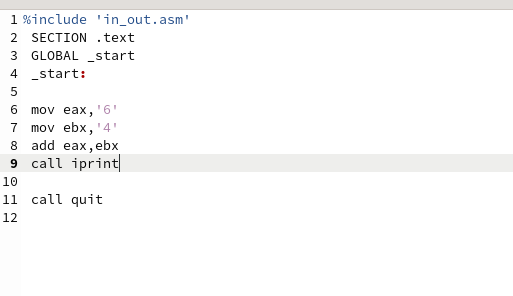 1 %include 'in_out.asm'
2 SECTION .text
3 GLOBAL _start
4 _start:
5
6 mov eax,'6'
7 mov ebx,'4'
8 add eax,ebx
9 call iprint
10
11 call quit
12